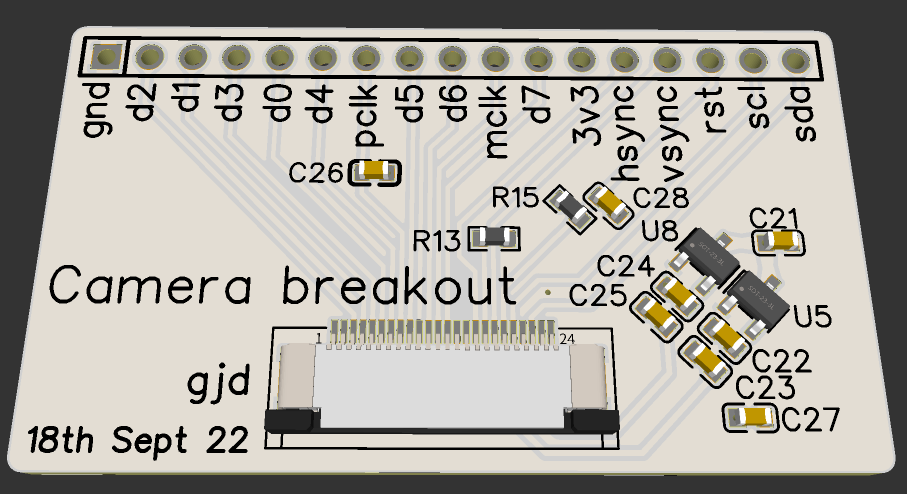 gnd d2 d1 d3 d0 d4 pclk d5 d6 mclk d7 3v3 hsync vsync rst scl sda
C26
R15 C28
R13
U8
C21
C24
C25
U5
Camera breakout
1 24
C22
C23
C27
gjd
18th Sept 22